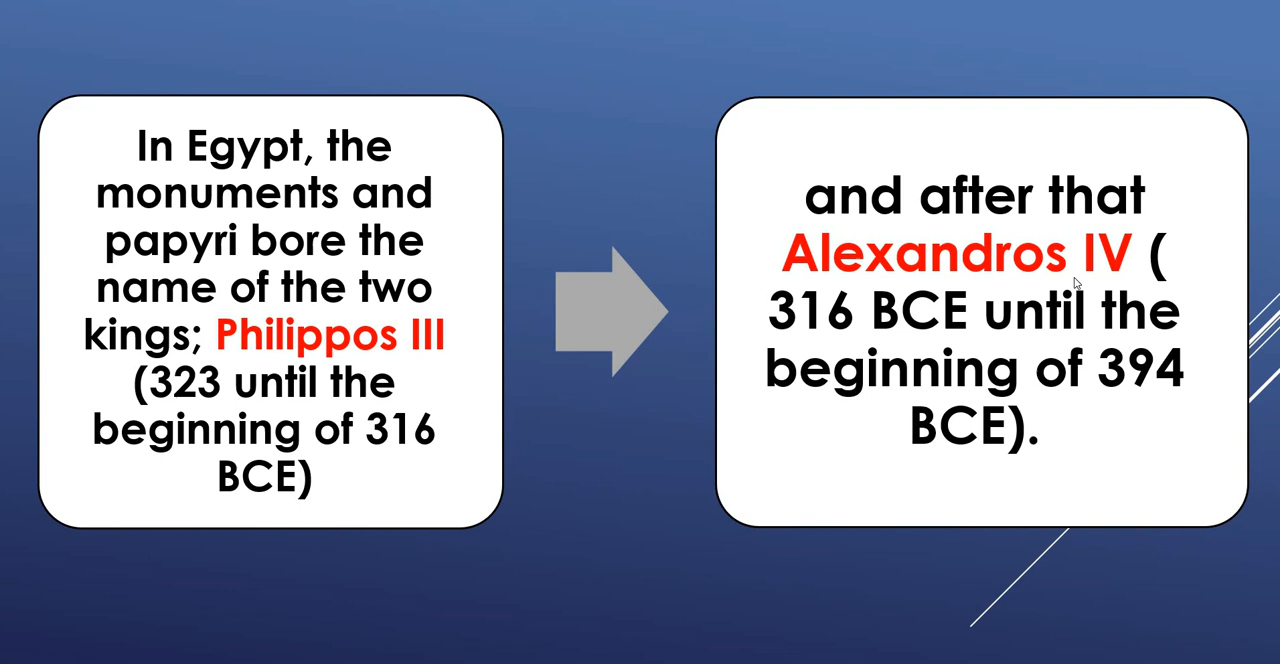 In Egypt, the
monuments and
papyri bore the
name of the two
kings; Philippos III
(323 until the
beginning of 316
BCE)
and after that
Alexandros IV (
316 BCE until the
beginning of 394
BCE).